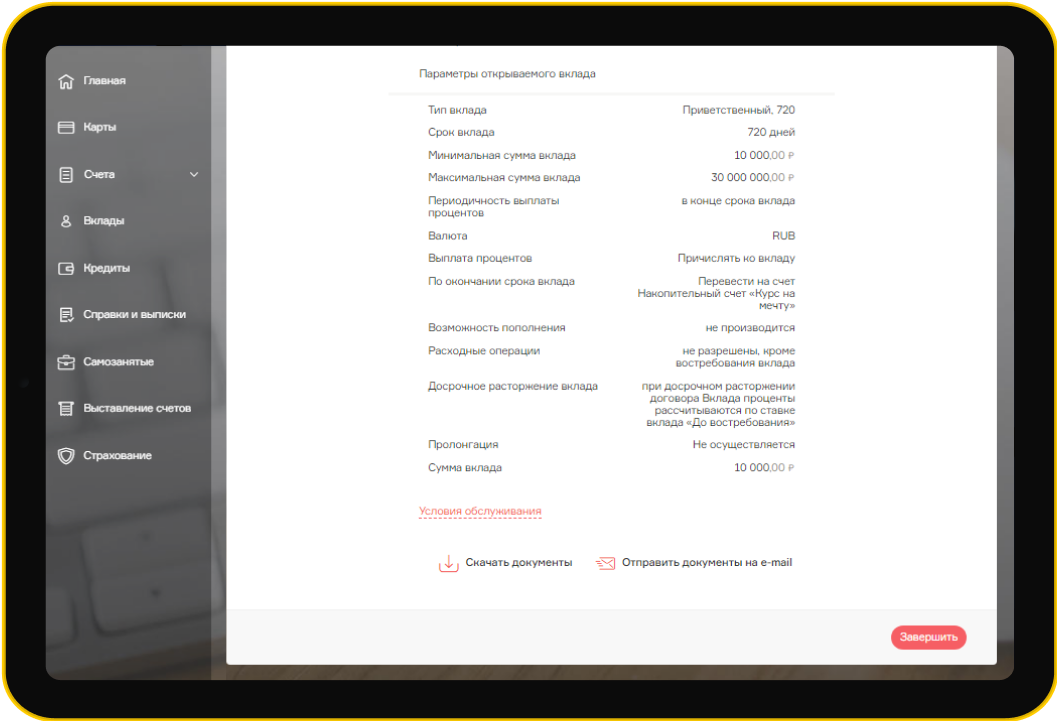 Главная
Карты
Счета
Вклады
Кредиты
Справки и выписки
Самозанятые
Выставление счетов
Страхование
Параметры открываемого вклада
Тип вклада Приветственный, 720
Срок вклада 720 дней
Минимальная сумма вклада 10 000,00 ₽
Максимальная сумма вклада 30 000 000,00 ₽
Периодичность выплаты в конце срока вклада
процентов
Валюта RUB
Выплата процентов Причислять ко вкладу
По окончании срока вклада Перевести на счет
Накопительный счет «Курс на
мечту»
Возможность пополнения не производится
Расходные операции не разрешены, кроме
востребования вклада
Досрочное расторжение вклада при досрочном расторжении
договора Вклада проценты
рассчитываются по ставке
вклада «До востребования»
Пролонгация Не осуществляется
Сумма вклада 10 000,00 ₽
Условия обслуживания
Скачать документы Отправить документы на e-mail
Завершить